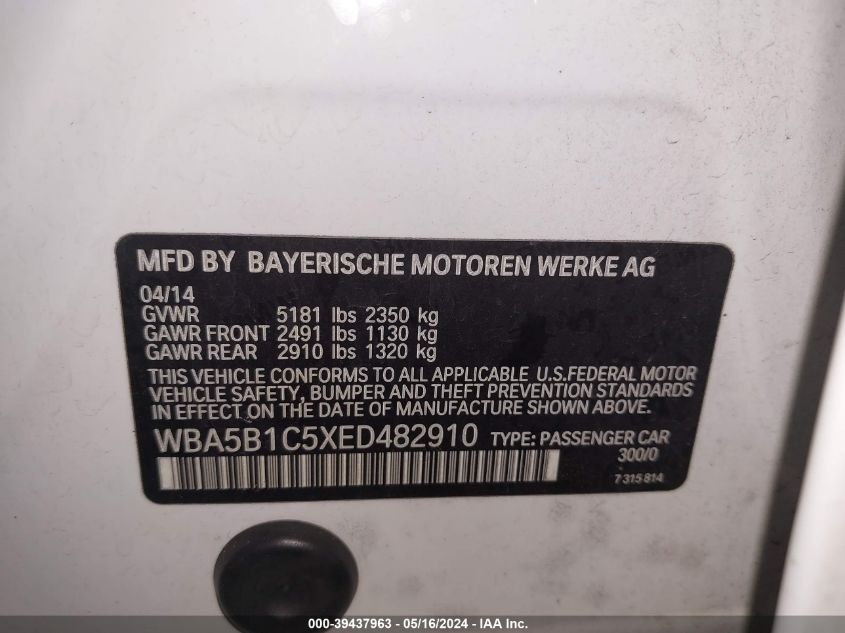 MFD BY BAYERISCHE MOTOREN WERKE AG
04/14
GVWR 5181 lbs 2350 kg
GAWR FRONT 2491 lbs 1130 kg
GAWR REAR 2910 lbs 1320 kg
THIS VEHICLE CONFORMS TO ALL APPLICABLE U.S.FEDERAL MOTOR
VEHICLE SAFETY, BUMPER AND THEFT PREVENTION STANDARDS
IN EFFECT ON THE DATE OF MANUFACTURE SHOWN ABOVE.
WBA5B1C5XED482910 TYPE: PASSENGER CAR
300/0
7315814
000-39437963 - 05/16/2024 - IAA Inc.